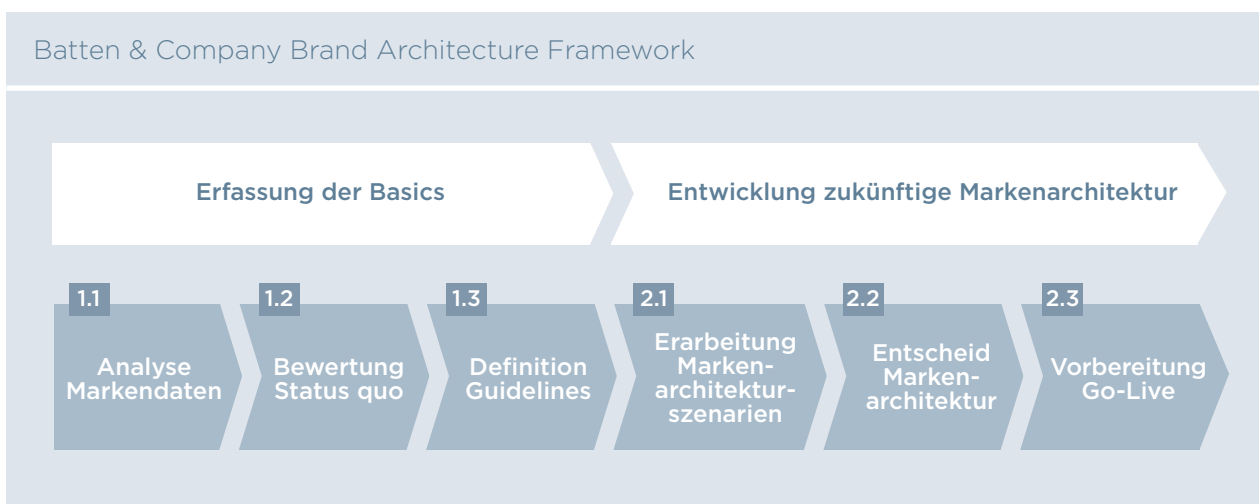 Batten & Company Brand Architecture Framework
Erfassung der Basics
Entwicklung zukünftige Markenarchitektur
1.1
Analyse
Markendaten
1.2
Bewertung
Status quo
1.3
Definition
Guidelines
2.1
Erarbeitung
Marken-
architektur-
szenarien
2.2
Entscheid
Marken-
architektur
2.3
Vorbereitung
Go-Live